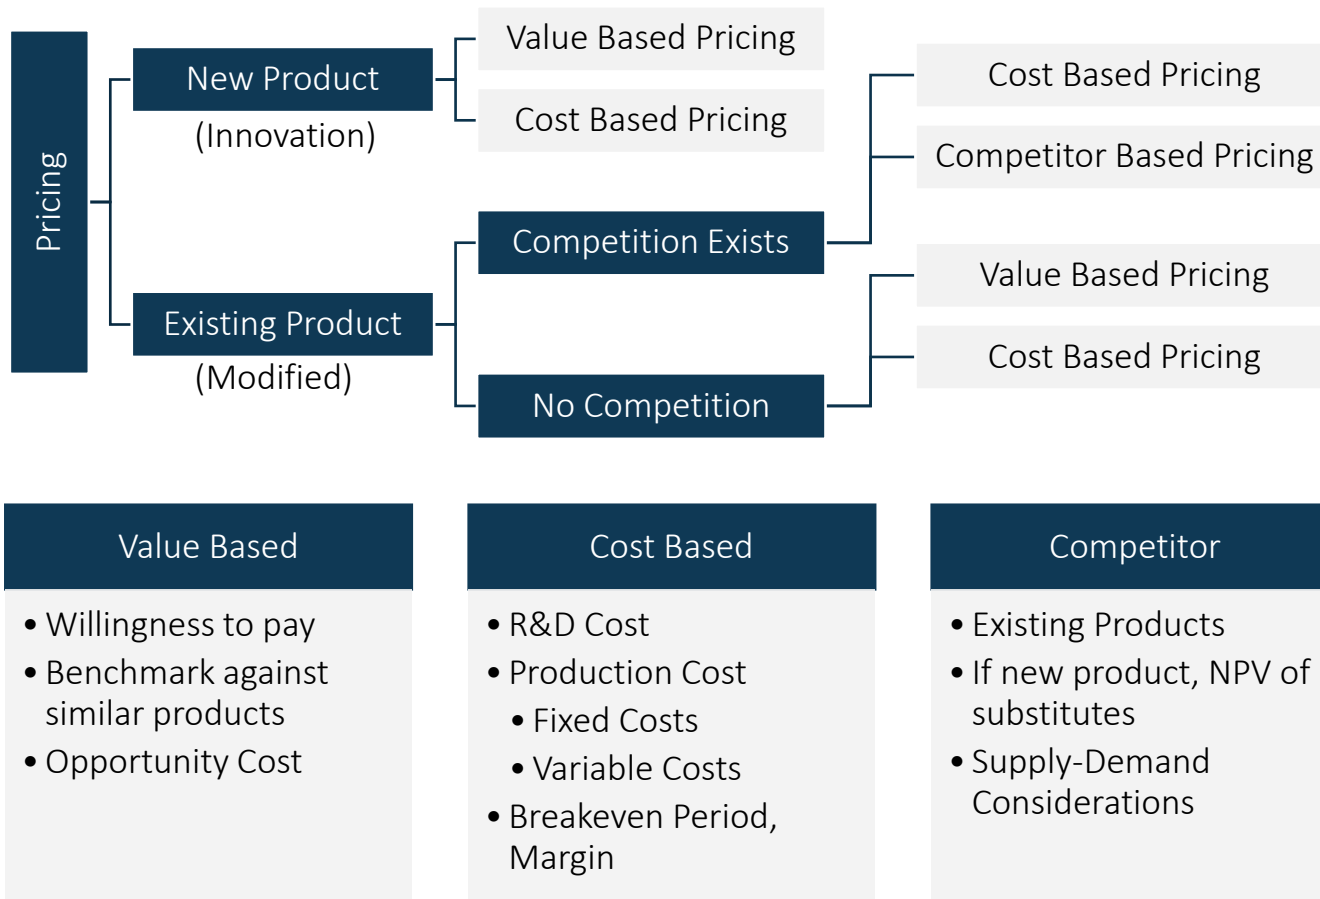 Pricing
New Product
(Innovation)
Value Based Pricing
Cost Based Pricing
Existing Product
(Modified)
Competition Exists
Cost Based Pricing
Competitor Based Pricing
No Competition
Value Based Pricing
Cost Based Pricing
Value Based
• Willingness to pay
• Benchmark against
similar products
• Opportunity Cost
Cost Based
• R&D Cost
• Production Cost
• Fixed Costs
• Variable Costs
• Breakeven Period,
Margin
Competitor
• Existing Products
• If new product, NPV of
substitutes
• Supply-Demand
Considerations